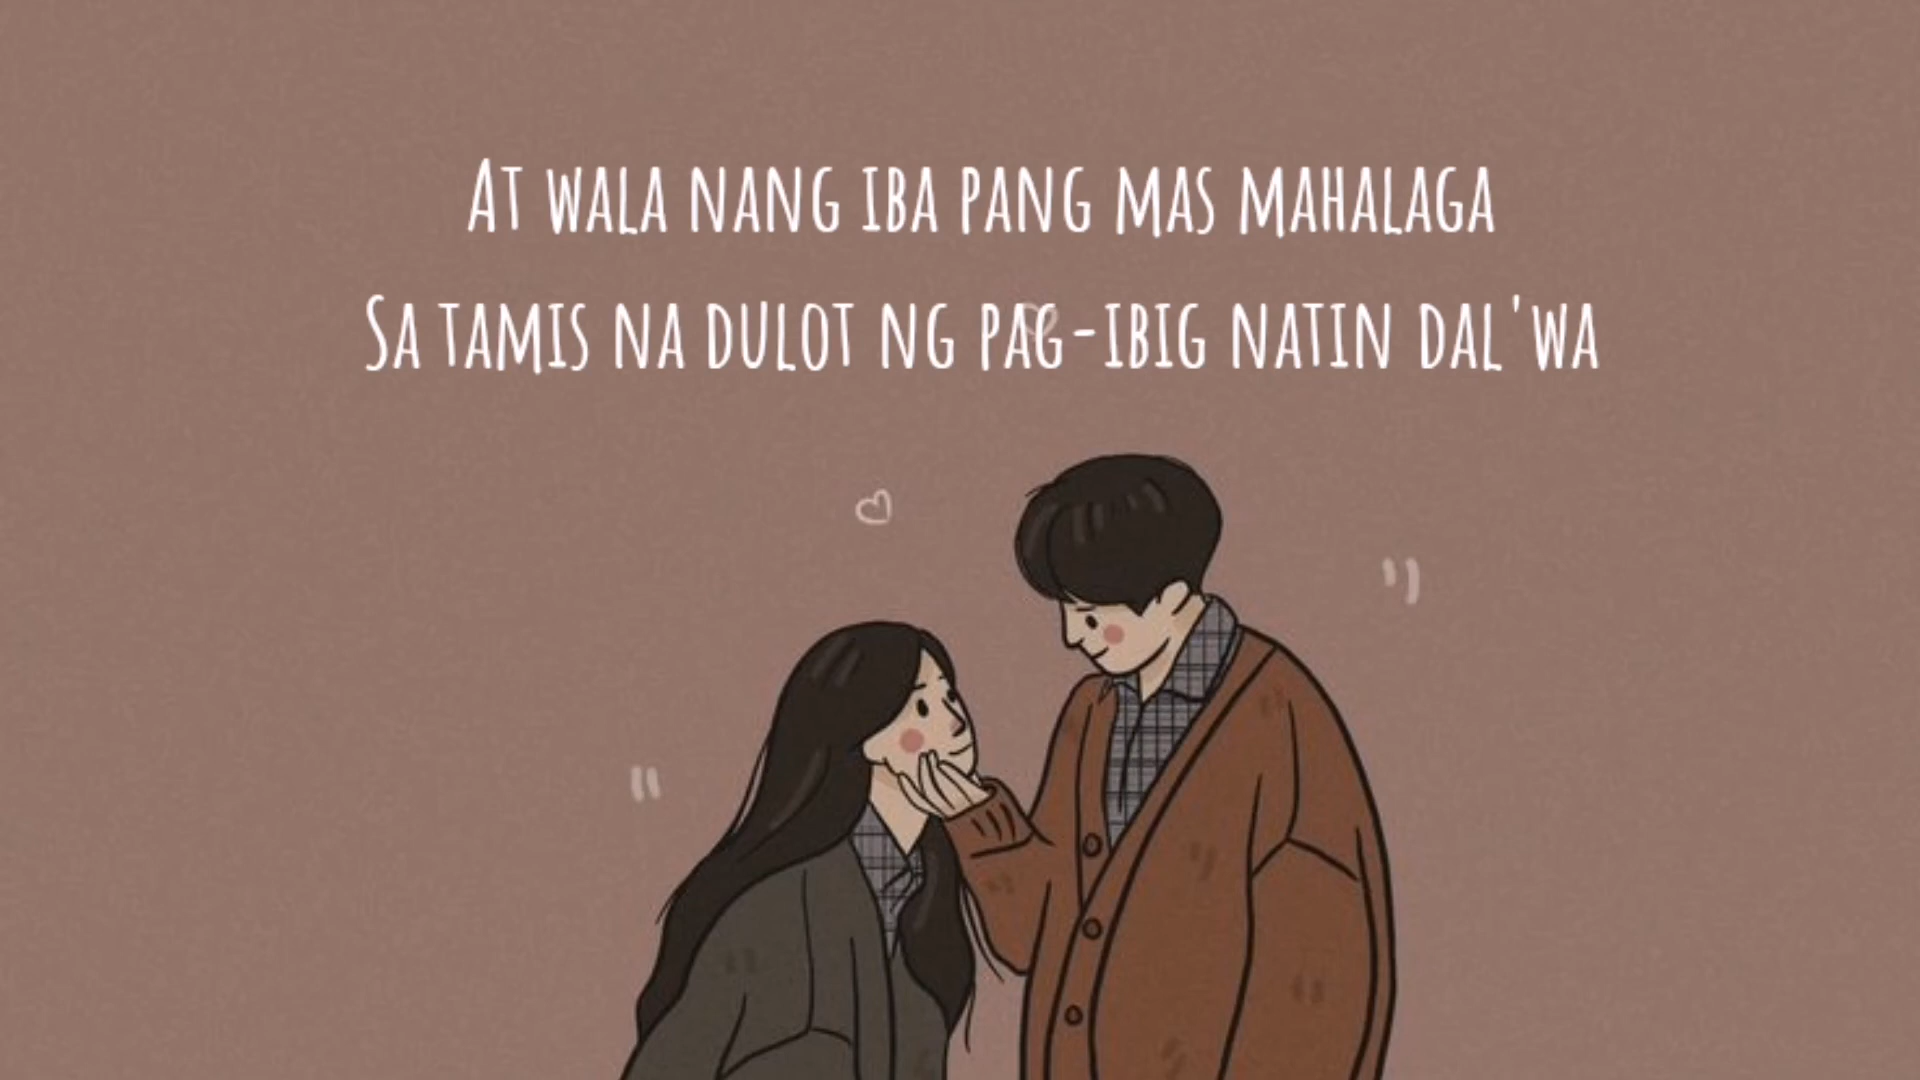 At wala nang iba pang mas mahalaga
Sa tamis na dulot ng pag-ibig natin dal'wa